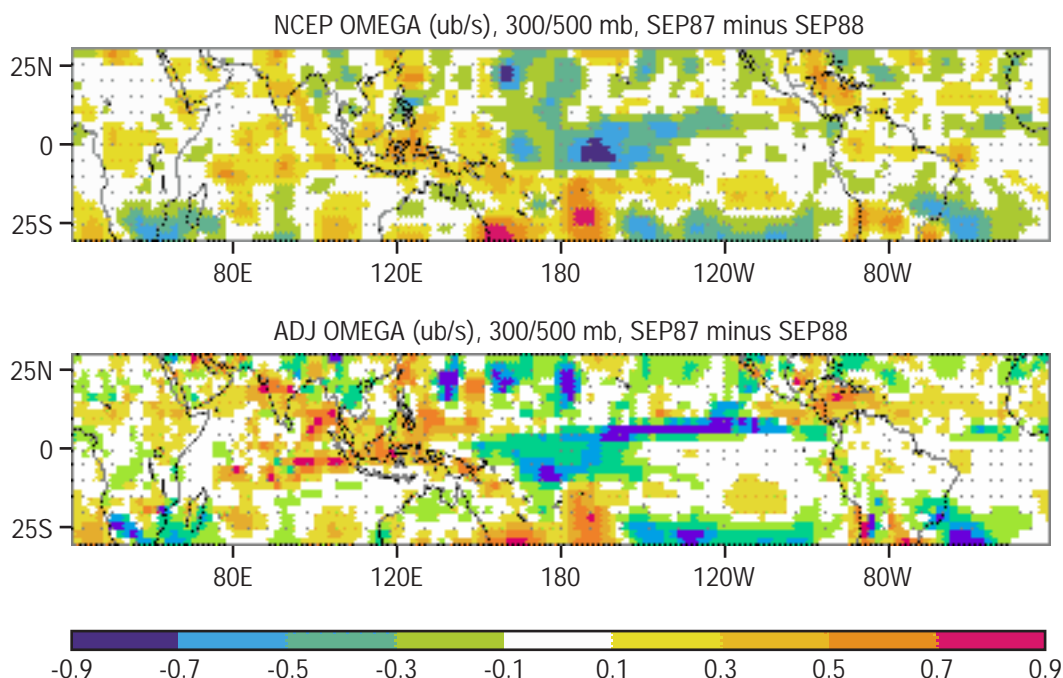 NCEP OMEGA (ub/s), 300/500 mb, SEP87 minus SEP88
25N
0
25S
80E 120E 180 120W 80W
ADJ OMEGA (ub/s), 300/500 mb, SEP87 minus SEP88
25N
0
25S
80E 120E 180 120W 80W
-0.9 -0.7 -0.5 -0.3 -0.1 0.1 0.3 0.5 0.7 0.9